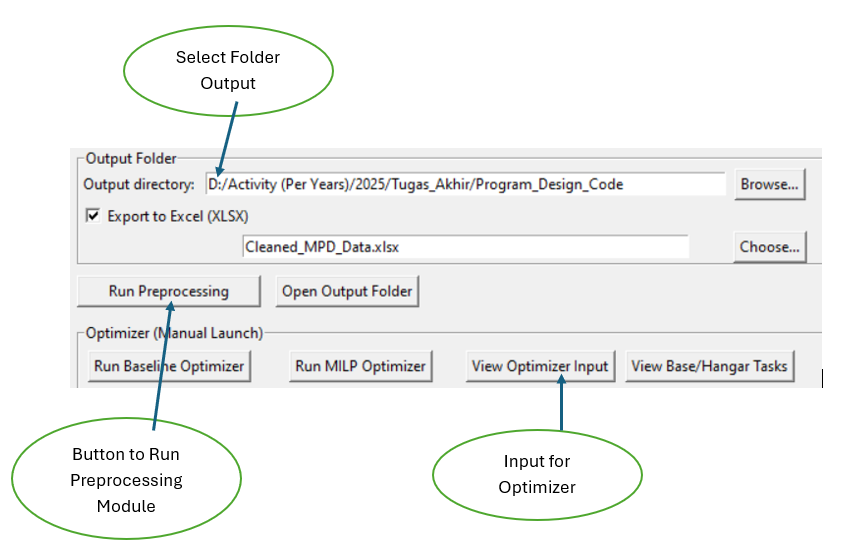 Select Folder
Output
Output Folder
Output directory: D:/Activity (Per Years)/2025/Tugas_Akhir/Program_Design_Code Browse...
Export to Excel (XLSX)
Cleaned_MPD_Data.xlsx Choose...
Run Preprocessing Open Output Folder
Optimizer (Manual Launch)
Run Baseline Optimizer Run MILP Optimizer View Optimizer Input View Base/Hangar Tasks
Button to Run
Preprocessing
Module
Input for
Optimizer